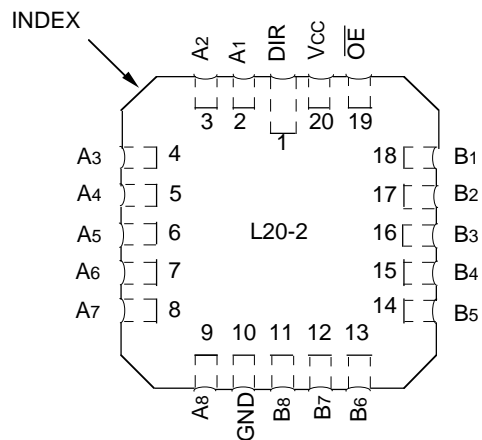 INDEX
A2 A1 DIR VCC O̅E̅
3 2 1 20 19
A3 4 18 B1
A4 5 17 B2
A5 6 L20-2 16 B3
A6 7 15 B4
A7 8 14 B5
9 10 11 12 13
A8 GND B8 B7 B6